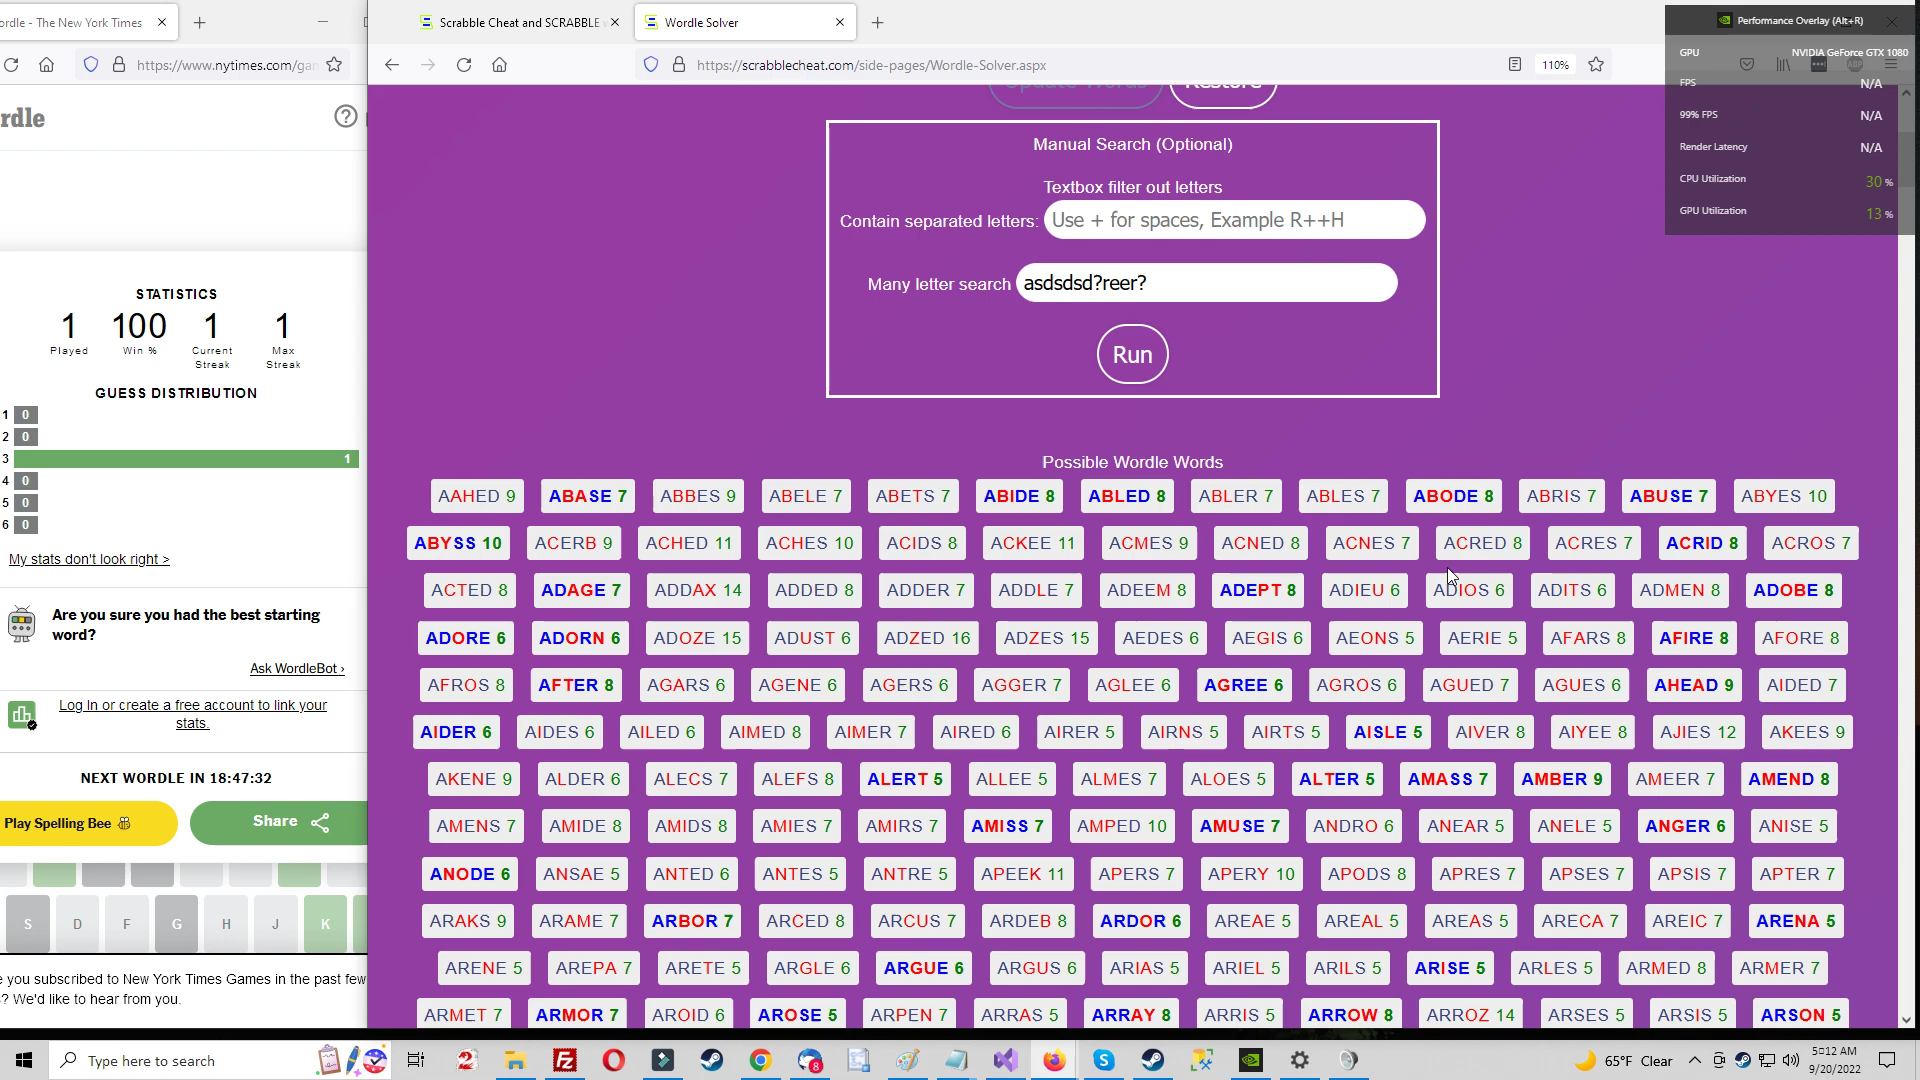 ordle - The New York Times
Scrabble Cheat and SCRABBLE
Wordle Solver
https://www.nytimes.com/gan
https://scrabblecheat.com/side-pages/Wordle-Solver.aspx
110%
Performance Overlay (Alt+R)
GPU NVIDIA GeForce GTX 1080
FPS N/A
99% FPS N/A
Render Latency N/A
CPU Utilization 30 %
GPU Utilization 13 %
rdle
STATISTICS
1 100 1 1
Played Win % Current Streak Max Streak
GUESS DISTRIBUTION
1 0
2 0
3 1
4 0
5 0
6 0
My stats don't look right >
Are you sure you had the best starting
word?
Ask WordleBot ›
Log in or create a free account to link your
stats.
NEXT WORDLE IN 18:47:32
Play Spelling Bee
Share
S D F G H J K
e you subscribed to New York Times Games in the past few
? We'd like to hear from you.
Update Words Restore
Manual Search (Optional)
Textbox filter out letters
Contain separated letters: Use + for spaces, Example R++H
Many letter search asdsdsd?reer?
Run
Possible Wordle Words
AAHED 9 ABASE 7 ABBES 9 ABELE 7 ABETS 7 ABIDE 8 ABLED 8 ABLER 7 ABLES 7 ABODE 8 ABRIS 7 ABUSE 7 ABYES 10
ABYSS 10 ACERB 9 ACHED 11 ACHES 10 ACIDS 8 ACKEE 11 ACMES 9 ACNED 8 ACNES 7 ACRED 8 ACRES 7 ACRID 8 ACROS 7
ACTED 8 ADAGE 7 ADDAX 14 ADDED 8 ADDER 7 ADDLE 7 ADEEM 8 ADEPT 8 ADIEU 6 ADIOS 6 ADITS 6 ADMEN 8 ADOBE 8
ADORE 6 ADORN 6 ADOZE 15 ADUST 6 ADZED 16 ADZES 15 AEDES 6 AEGIS 6 AEONS 5 AERIE 5 AFARS 8 AFIRE 8 AFORE 8
AFROS 8 AFTER 8 AGARS 6 AGENE 6 AGERS 6 AGGER 7 AGLEE 6 AGREE 6 AGROS 6 AGUED 7 AGUES 6 AHEAD 9 AIDED 7
AIDER 6 AIDES 6 AILED 6 AIMED 8 AIMER 7 AIRED 6 AIRER 5 AIRNS 5 AIRTS 5 AISLE 5 AIVER 8 AIYEE 8 AJIES 12 AKEES 9
AKENE 9 ALDER 6 ALECS 7 ALEFS 8 ALERT 5 ALLEE 5 ALMES 7 ALOES 5 ALTER 5 AMASS 7 AMBER 9 AMEER 7 AMEND 8
AMENS 7 AMIDE 8 AMIDS 8 AMIES 7 AMIRS 7 AMISS 7 AMPED 10 AMUSE 7 ANDRO 6 ANEAR 5 ANELE 5 ANGER 6 ANISE 5
ANODE 6 ANSAE 5 ANTED 6 ANTES 5 ANTRE 5 APEEK 11 APERS 7 APERY 10 APODS 8 APRES 7 APSES 7 APSIS 7 APTER 7
ARAKS 9 ARAME 7 ARBOR 7 ARCED 8 ARCUS 7 ARDEB 8 ARDOR 6 AREAE 5 AREAL 5 AREAS 5 ARECA 7 AREIC 7 ARENA 5
ARENE 5 AREPA 7 ARETE 5 ARGLE 6 ARGUE 6 ARGUS 6 ARIAS 5 ARIEL 5 ARILS 5 ARISE 5 ARLES 5 ARMED 8 ARMER 7
ARMET 7 ARMOR 7 AROID 6 AROSE 5 ARPEN 7 ARRAS 5 ARRAY 8 ARRIS 5 ARROW 8 ARROZ 14 ARSES 5 ARSIS 5 ARSON 5
Type here to search
65°F Clear
5:12 AM
9/20/2022